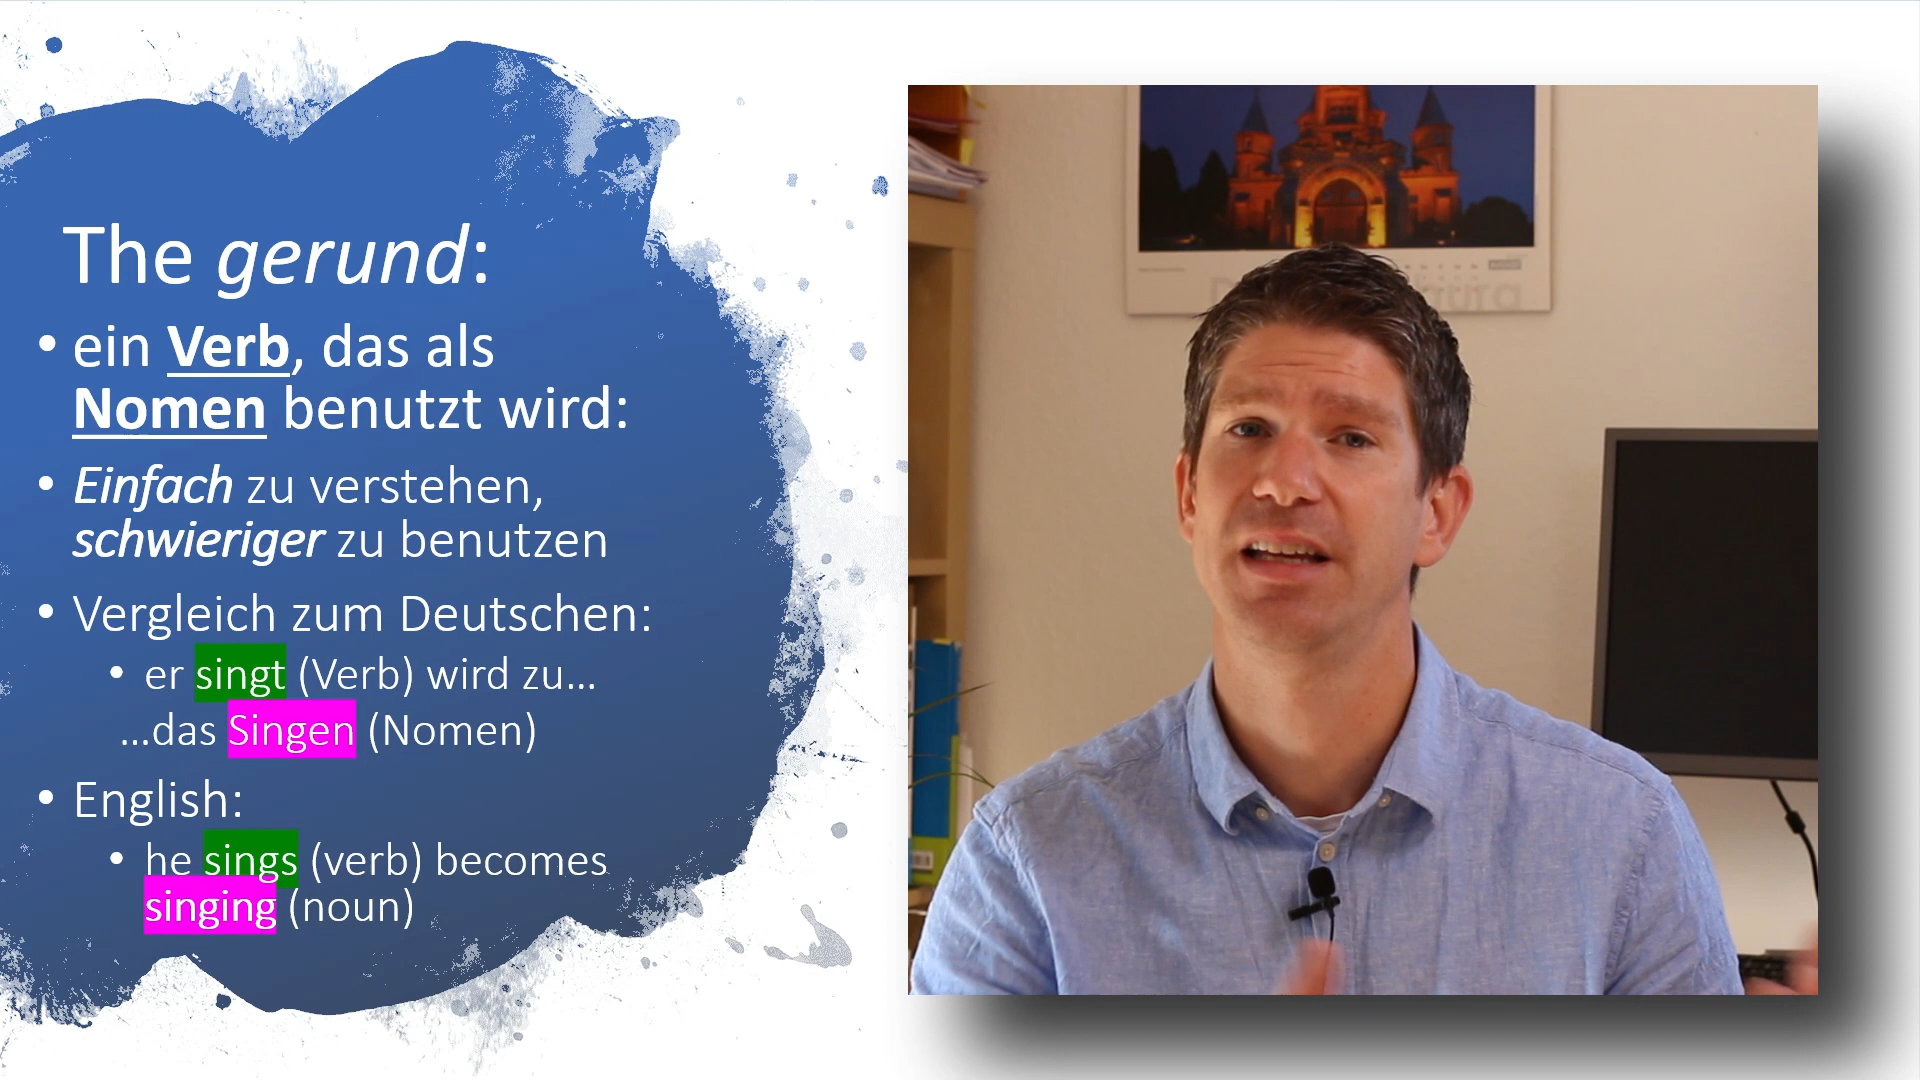 The gerund:
• ein Verb, das als
Nomen benutzt wird:
• Einfach zu verstehen,
schwieriger zu benutzen
• Vergleich zum Deutschen:
• er singt (Verb) wird zu…
…das Singen (Nomen)
• English:
• he sings (verb) becomes
singing (noun)